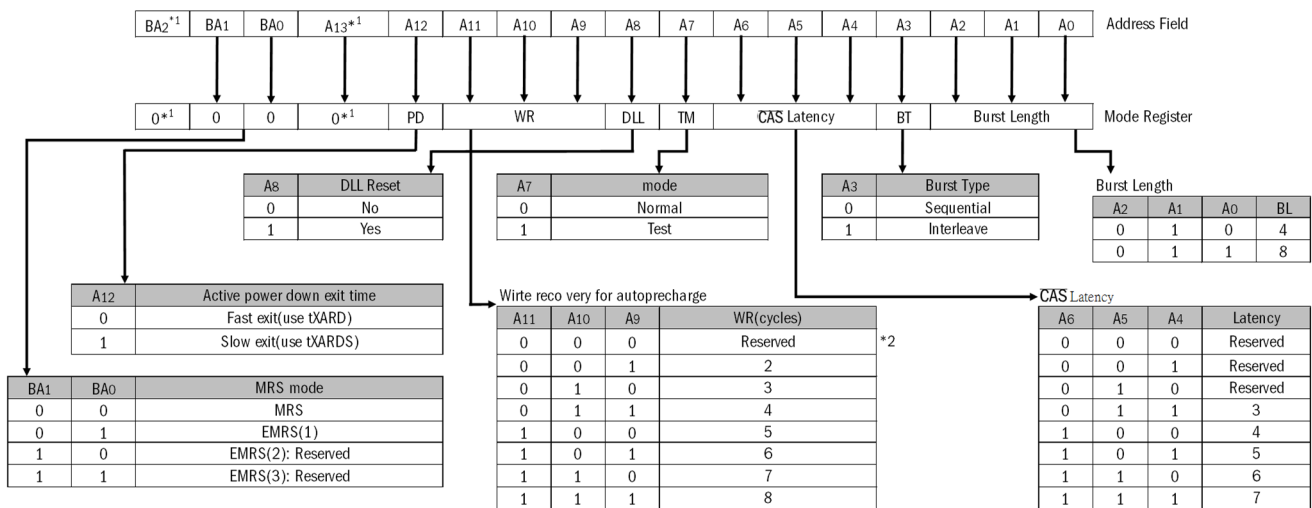 BA2*1 BA1 BA0 A13*1 A12 A11 A10 A9 A8 A7 A6 A5 A4 A3 A2 A1 A0 Address Field
0*1 0 0 0*1 PD WR DLL TM CAS Latency BT Burst Length Mode Register
A8 DLL Reset
0 No
1 Yes
A7 mode
0 Normal
1 Test
A3 Burst Type
0 Sequential
1 Interleave
Burst Length
A2 A1 A0 BL
0 1 0 4
0 1 1 8
A12 Active power down exit time
0 Fast exit(use tXARD)
1 Slow exit(use tXARDS)
Wirte reco very for autoprecharge
A11 A10 A9 WR(cycles)
0 0 0 Reserved *2
0 0 1 2
0 1 0 3
0 1 1 4
1 0 0 5
1 0 1 6
1 1 0 7
1 1 1 8
CAS Latency
A6 A5 A4 Latency
0 0 0 Reserved
0 0 1 Reserved
0 1 0 Reserved
0 1 1 3
1 0 0 4
1 0 1 5
1 1 0 6
1 1 1 7
BA1 BA0 MRS mode
0 0 MRS
0 1 EMRS(1)
1 0 EMRS(2): Reserved
1 1 EMRS(3): Reserved